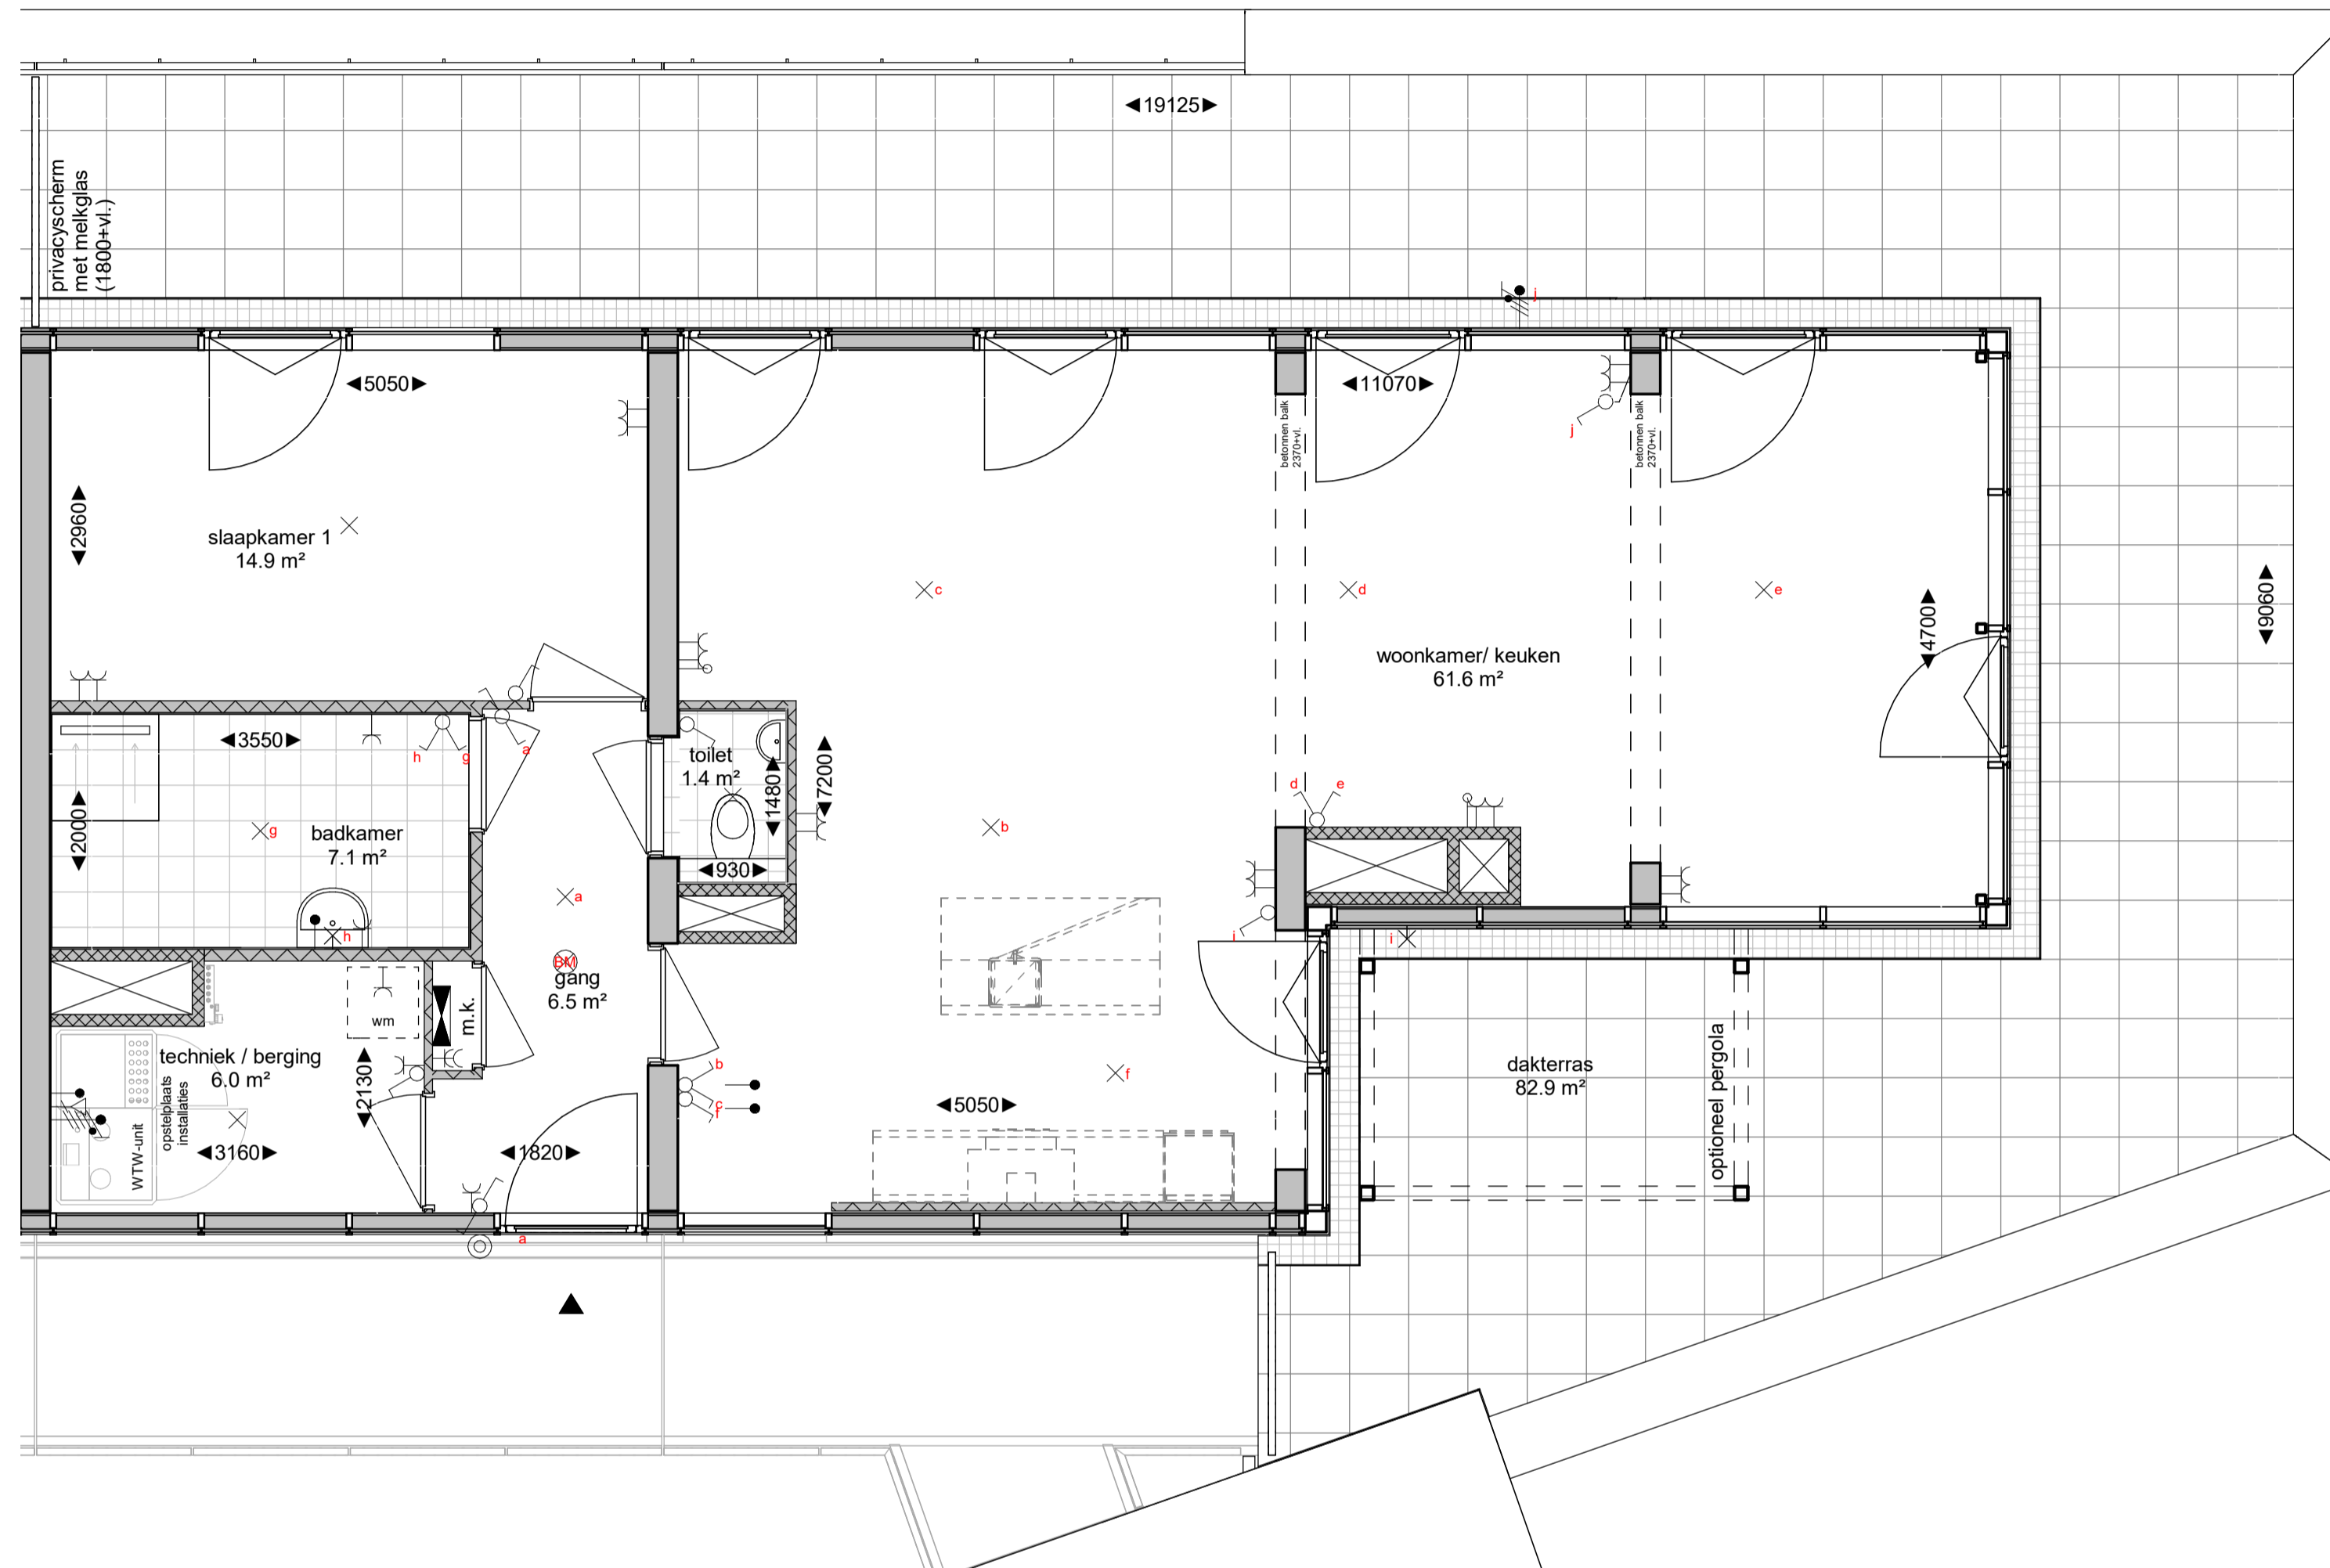 ◄19125►
privacyscherm
met melkglas
(1800+vl.)
j
◄5050►
◄11070►
j
betonnen balk
2370+vl.
betonnen balk
2370+vl.
◄2960►
slaapkamer 1
14.9 m²
c
d
e
◄4700►
◄9060►
woonkamer/ keuken
61.6 m²
◄3550►
h
g
a
toilet
1.4 m²
◄1480►
◄7200►
d
e
◄2000►
g
badkamer
7.1 m²
b
◄930►
a
h
i
i
BM
gang
6.5 m²
wm
m.k.
techniek / berging
6.0 m²
◄2130►
opstelplaats
installaties
WTW-unit
◄3160►
◄1820►
b
c
f
f
◄5050►
dakterras
82.9 m²
optioneel pergola
a